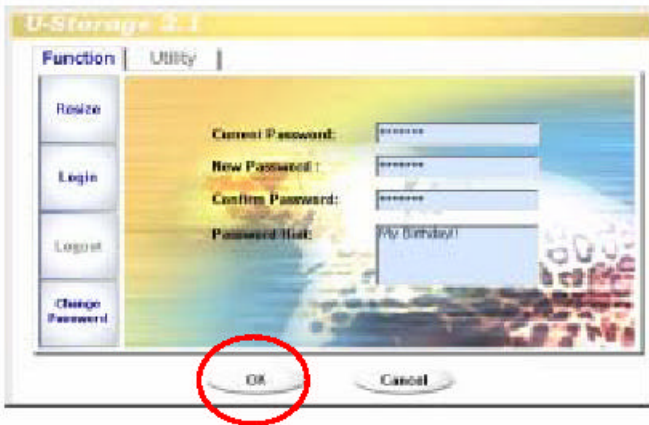 U-Storage 2.1
Function | Utility |
Resize
Login
Logout
Change
Password
Current Password: *******
New Password : *******
Confirm Password: *******
Password Hint: My Birthday!!
OK
Cancel